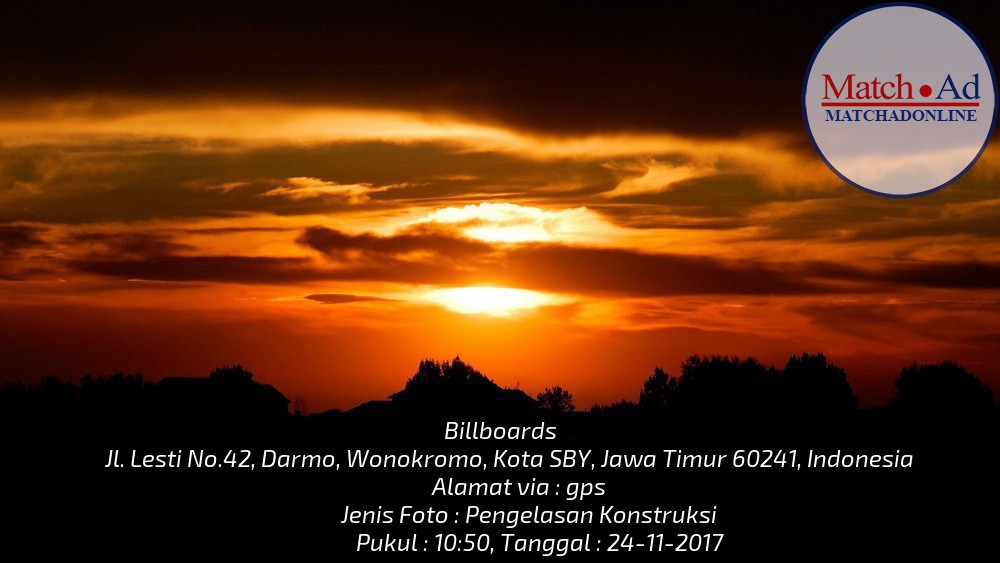 Match Ad
MATCHADONLINE
Billboards
Jl. Lesti No.42, Darmo, Wonokromo, Kota SBY, Jawa Timur 60241, Indonesia
Alamat via : gps
Jenis Foto : Pengelasan Konstruksi
Pukul : 10:50, Tanggal : 24-11-2017